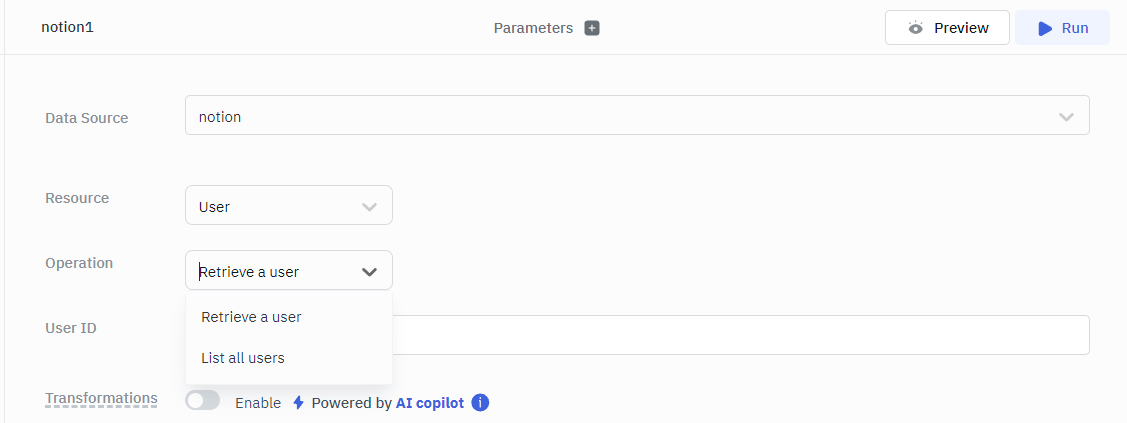 notion1 Parameters + Preview Run
Data Source notion
Resource User
Operation Retrieve a user
Retrieve a user
User ID
List all users
Transformations Enable Powered by AI copilot i